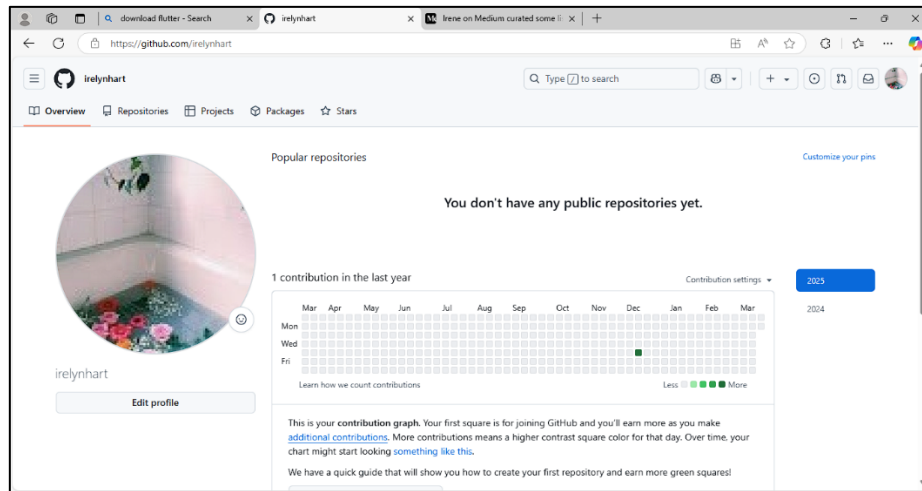 download flutter - Search
irelynhart
Irene on Medium curated some li
https://github.com/irelynhart
irelynhart
Type / to search
Overview
Repositories
Projects
Packages
Stars
Popular repositories
Customize your pins
You don't have any public repositories yet.
1 contribution in the last year
Contribution settings
2025
2024
Mar Apr May Jun Jul Aug Sep Oct Nov Dec Jan Feb Mar
Mon
Wed
Fri
Learn how we count contributions
Less More
irelynhart
Edit profile
This is your contribution graph. Your first square is for joining GitHub and you'll earn more as you make
additional contributions. More contributions means a higher contrast square color for that day. Over time, your
chart might start looking something like this.
We have a quick guide that will show you how to create your first repository and earn more green squares!